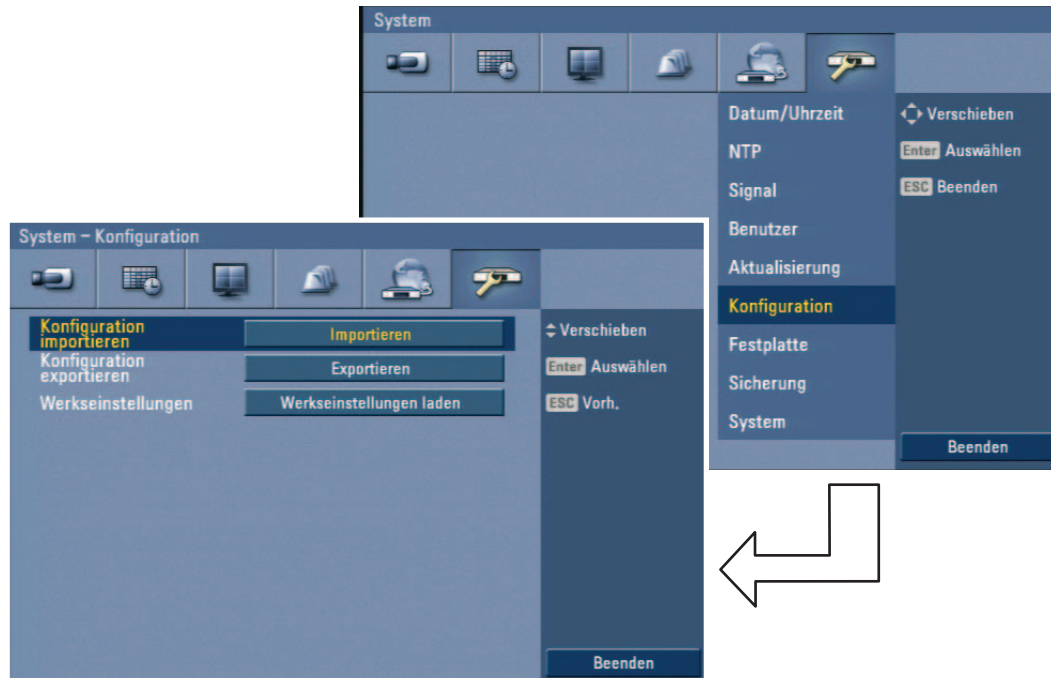 System
Datum/Uhrzeit
NTP
Signal
Benutzer
Aktualisierung
Konfiguration
Festplatte
Sicherung
System
Verschieben
Enter Auswählen
ESC Beenden
Beenden
System – Konfiguration
Konfiguration
importieren
Importieren
Konfiguration
exportieren
Exportieren
Werkseinstellungen
Werkseinstellungen laden
Verschieben
Enter Auswählen
ESC Vorh.
Beenden